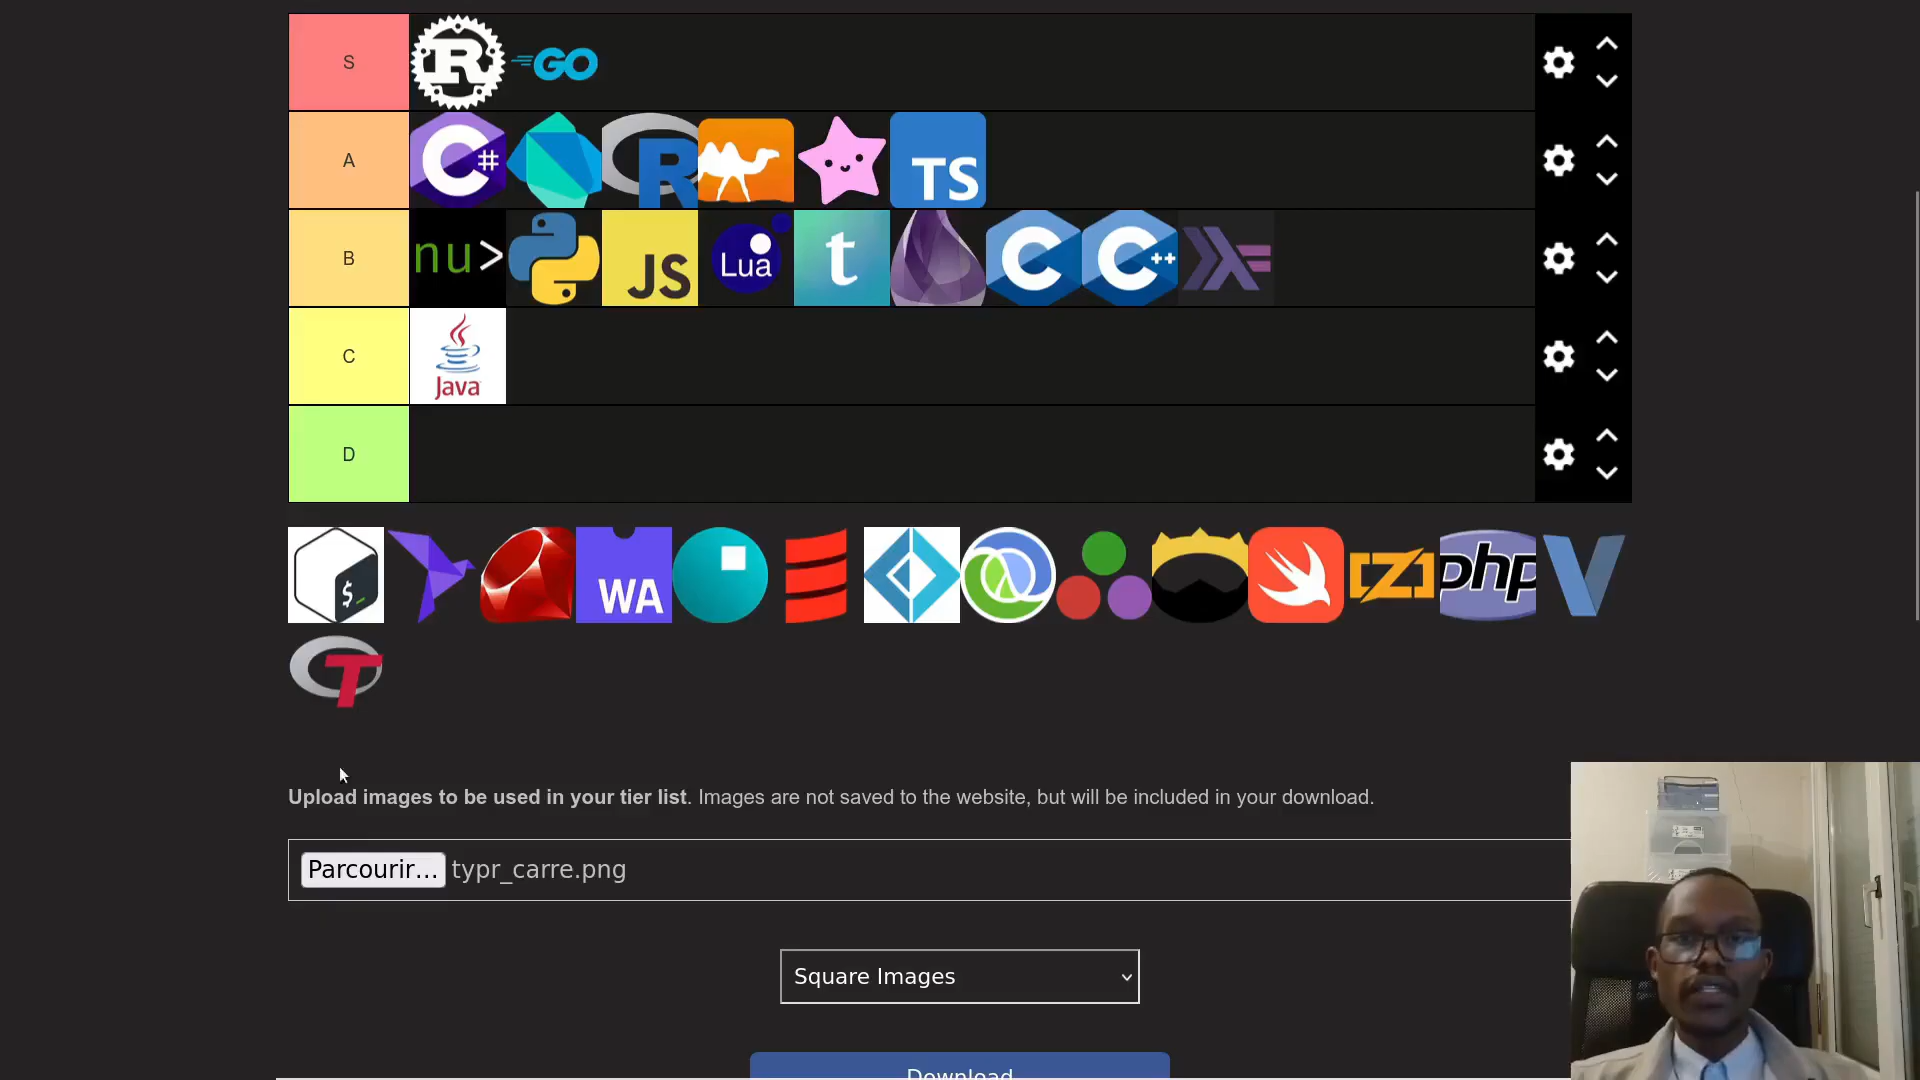 S
R
GO
A
C#
R
TS
B
nu>
JS
Lua
t
C
C++
C
Java
D
$_
WA
Z
php
V
T
Upload images to be used in your tier list. Images are not saved to the website, but will be included in your download.
Parcourir... typr_carre.png
Square Images
Download